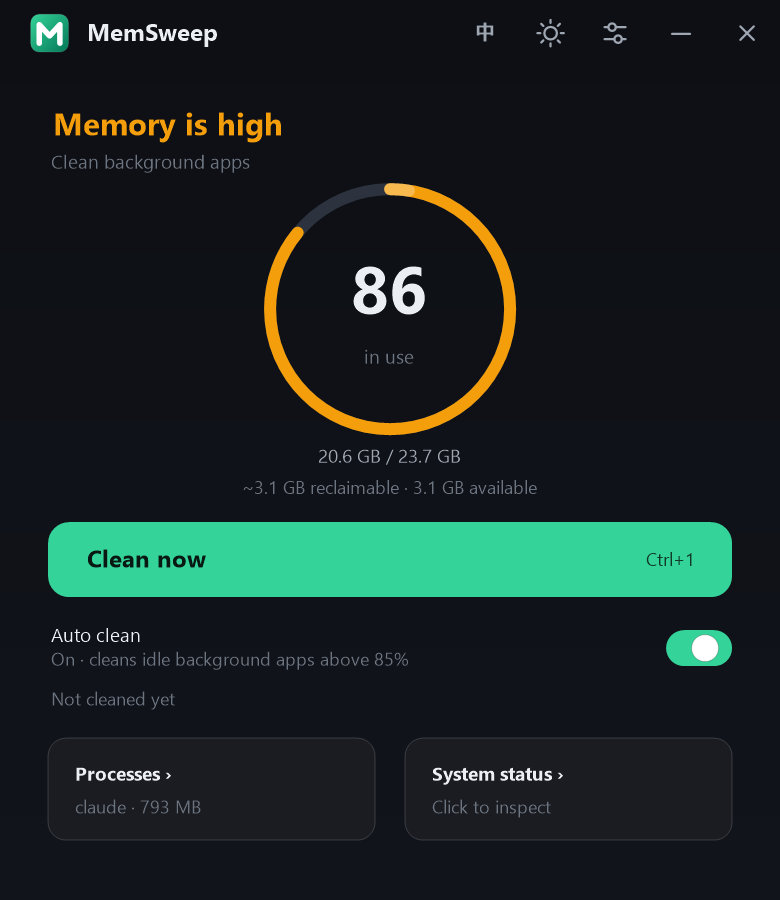 MemSweep 中
Memory is high
Clean background apps
86
in use
20.6 GB / 23.7 GB
~3.1 GB reclaimable · 3.1 GB available
Clean now Ctrl+1
Auto clean
On · cleans idle background apps above 85%
Not cleaned yet
Processes ›
claude · 793 MB
System status ›
Click to inspect